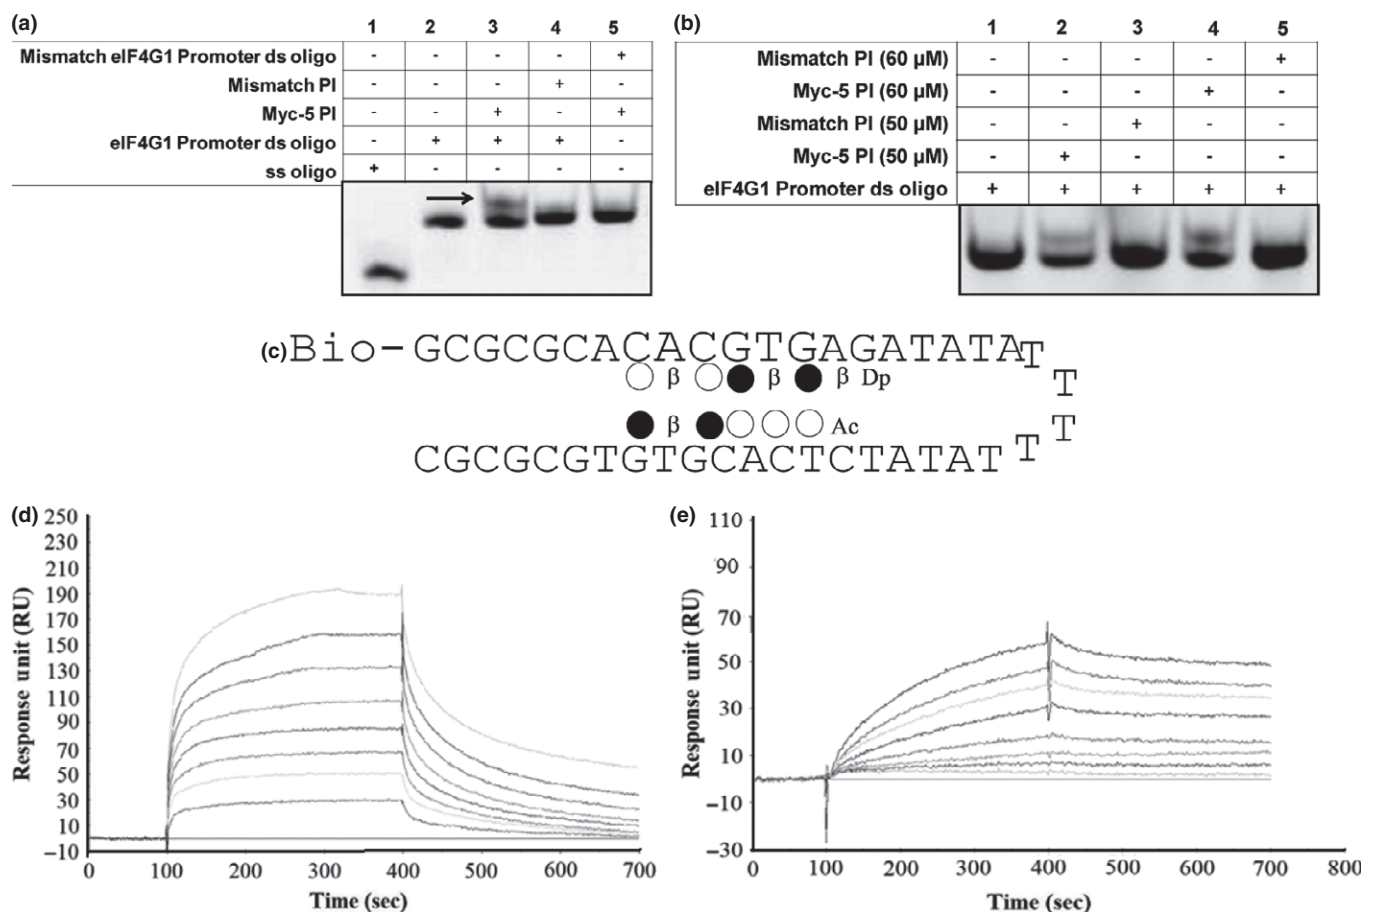 (a)
1 2 3 4 5
Mismatch eIF4G1 Promoter ds oligo - - - - +
Mismatch PI - - - + -
Myc-5 PI - - + - +
eIF4G1 Promoter ds oligo - + + + -
ss oligo + - - - -
(b)
1 2 3 4 5
Mismatch PI (60 µM) - - - - +
Myc-5 PI (60 µM) - - - + -
Mismatch PI (50 µM) - - + - -
Myc-5 PI (50 µM) - + - - -
eIF4G1 Promoter ds oligo + + + + +
(c)
Bio-GCGCGCACACGTGAGATATAT
T
β β β Dp
β Ac
T
CGCGCGTGTGCACTCTATATT
(d)
250
230
210
190
170
150
130
110
90
70
50
30
10
-10
Response unit (RU)
0 100 200 300 400 500 600 700
Time (sec)
(e)
110
90
70
50
30
10
-10
-30
Response unit (RU)
0 100 200 300 400 500 600 700 800
Time (sec)